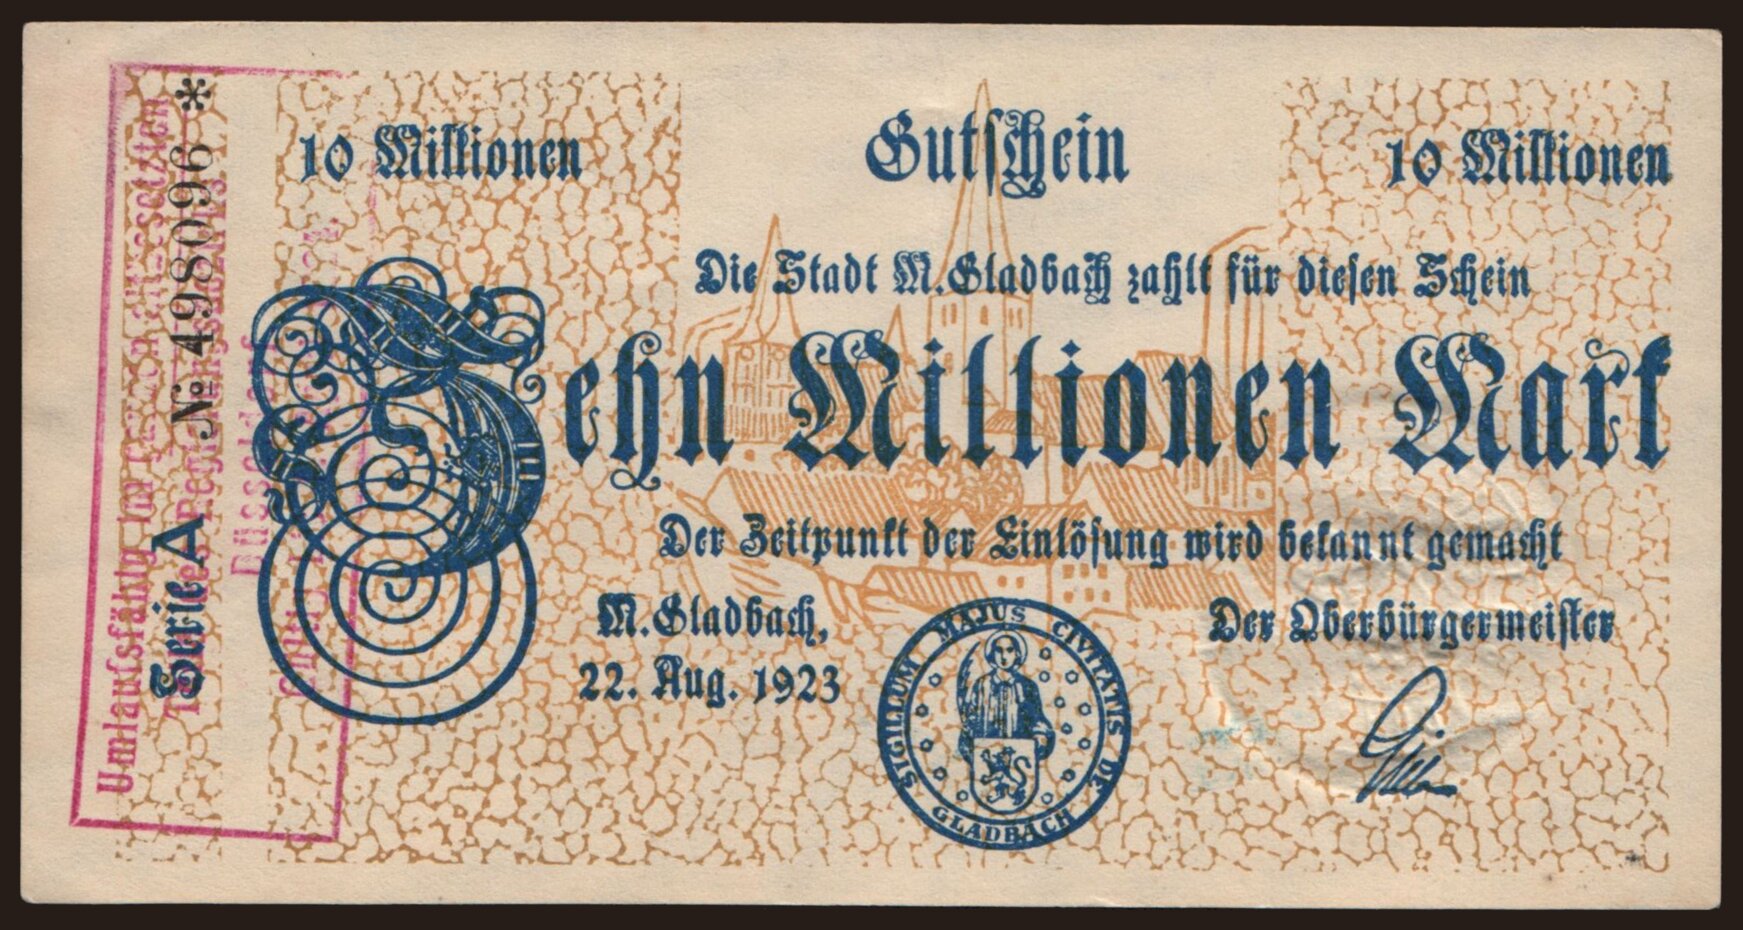 10 Millionen
Gutschein
10 Millionen
Die Stadt M.Gladbach zahlt für diesen Schein
Zehn Millionen Mark
Der Zeitpunkt der Einlösung wird bekannt gemacht
M.Gladbach,
22. Aug. 1923
Der Oberbürgermeister
SIGILLUM MAJUS CIVITATIS DE GLADBACH
Serie A № 498096 *
Umlaufsfähig im besetzten
Regierungsbezirk
Düsseldorf